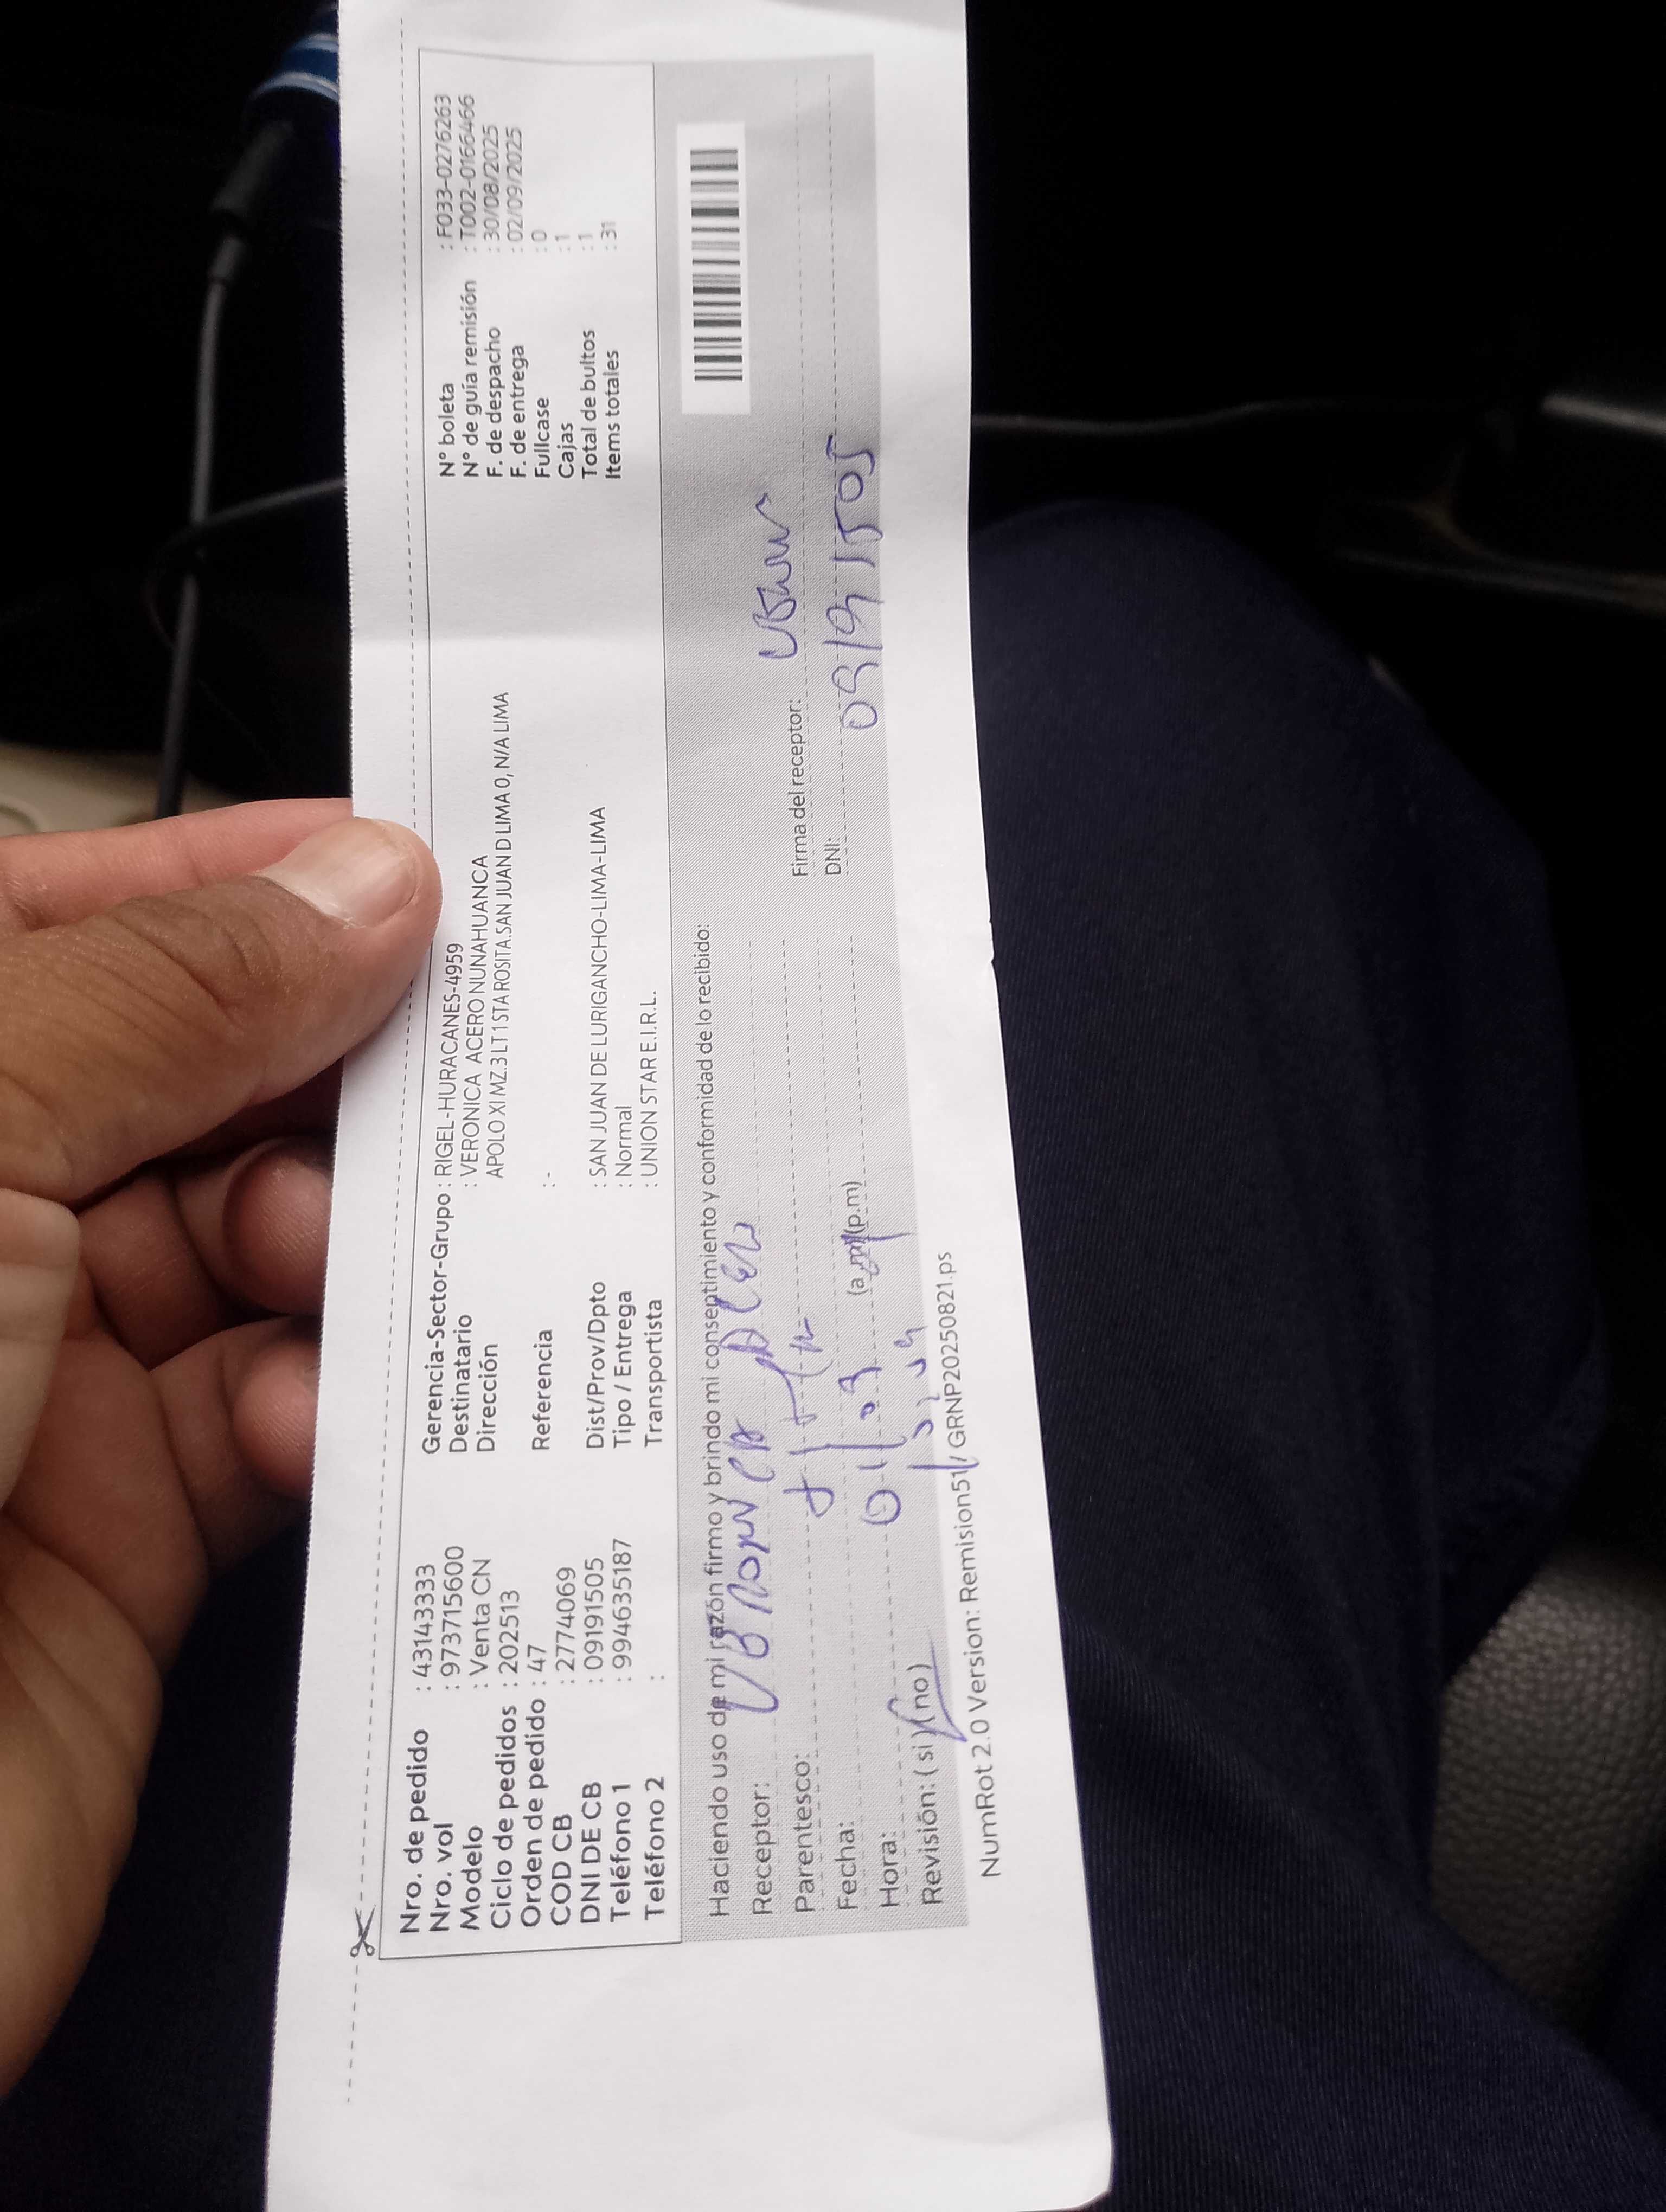 Nro. de pedido : 43143333
Nro. vol : 973715600
Modelo : Venta CN
Ciclo de pedidos : 202513
Orden de pedido : 47
COD CB : 27774069
DNI DE CB : 09191505
Teléfono 1 : 994635187
Teléfono 2 :
Gerencia-Sector-Grupo : RIGEL-HURACANES-4959
Destinatario : VERONICA ACERO NUNAHUANCA
Dirección APOLO XI MZ.3 LT 1 STA ROSITA.SAN JUAN D LIMA 0, N/A LIMA
Referencia : -
Dist/Prov/Dpto : SAN JUAN DE LURIGANCHO-LIMA-LIMA
Tipo / Entrega : Normal
Transportista : UNION STAR E.I.R.L.
N° boleta : F033-0276263
N° de guía remisión : T002-0166466
F. de despacho : 30/08/2025
F. de entrega : 02/09/2025
Fullcase : 0
Cajas : 1
Total de bultos : 1
Items totales : 31
Haciendo uso de mi razón firmo y brindo mi conseptimiento y conformidad de lo recibido:
Receptor:
Parentesco:
Fecha:
Hora: (a.m)(p.m)
Revisión: ( si )(no)
Firma del receptor:
DNI: 09191505
NumRot 2.0 Version: Remision51 / GRNP20250821.ps